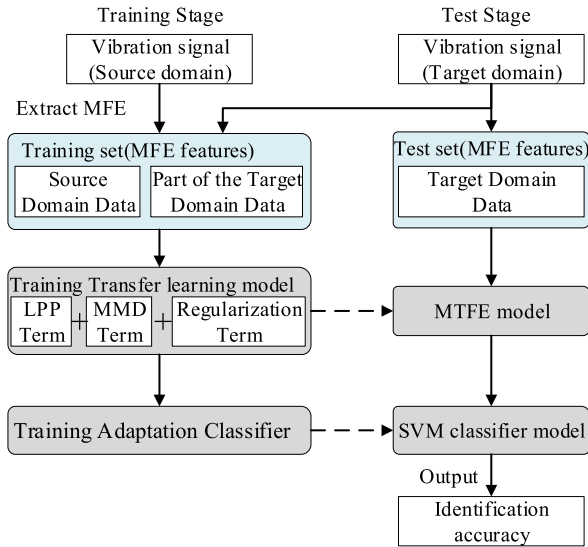 Training Stage
Test Stage
Vibration signal
(Source domain)
Vibration signal
(Target domain)
Extract MFE
Training set(MFE features)
Source
Domain Data
Part of the Target
Domain Data
Test set(MFE features)
Target Domain
Data
Training Transfer learning model
LPP
Term
+
MMD
Term
+
Regularization
Term
MTFE model
Training Adaptation Classifier
SVM classifier model
Output
Identification
accuracy